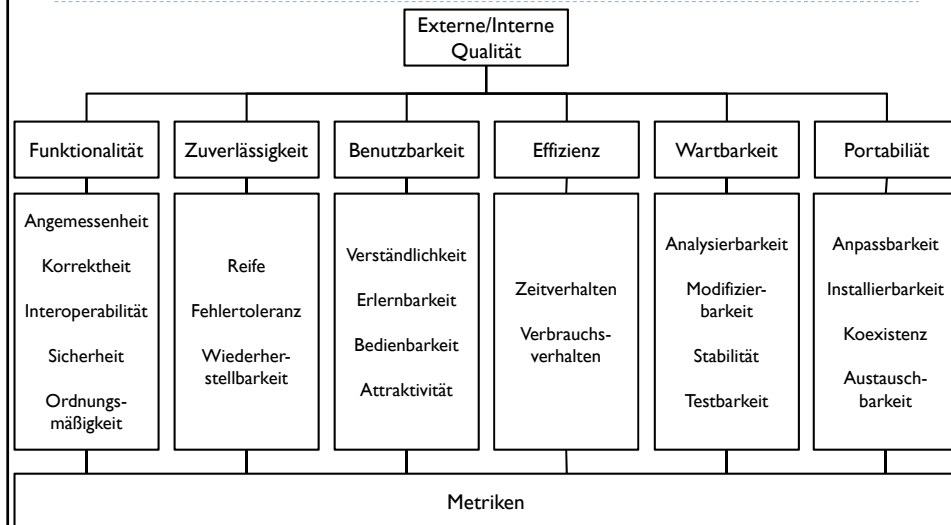 Externe/Interne
Qualität
Funktionalität
Zuverlässigkeit
Benutzbarkeit
Effizienz
Wartbarkeit
Portabiliät
Angemessenheit
Korrektheit
Interoperabilität
Sicherheit
Ordnungs-
mäßigkeit
Reife
Fehlertoleranz
Wiederher-
stellbarkeit
Verständlichkeit
Erlernbarkeit
Bedienbarkeit
Attraktivität
Zeitverhalten
Verbrauchs-
verhalten
Analysierbarkeit
Modifizier-
barkeit
Stabilität
Testbarkeit
Anpassbarkeit
Installierbarkeit
Koexistenz
Austausch-
barkeit
Metriken